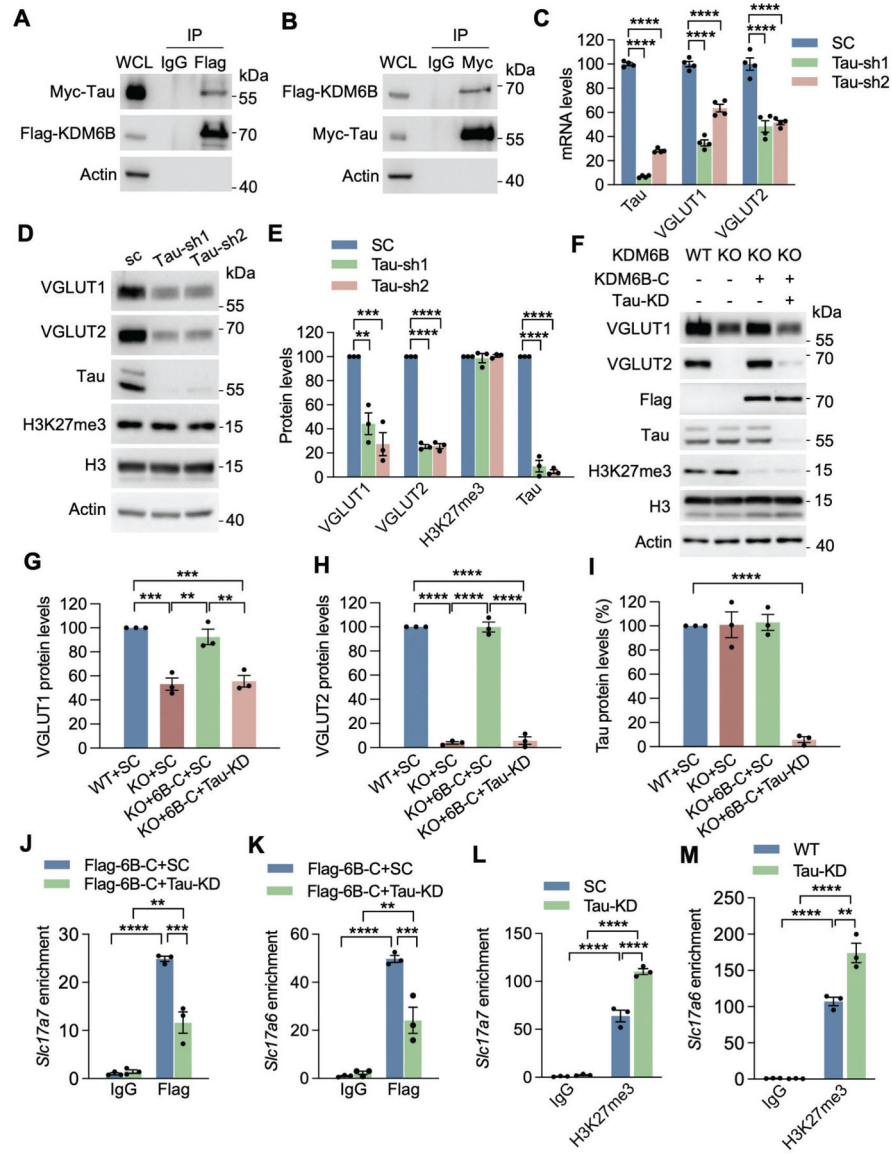 A
IP
WCL IgG Flag
kDa
Myc-Tau
55
Flag-KDM6B
70
Actin
40
B
IP
WCL IgG Myc
kDa
Flag-KDM6B
70
Myc-Tau
55
Actin
40
C
SC
Tau-sh1
Tau-sh2
mRNA levels
120
100
80
60
40
20
0
**** **** ****
**** **** ****
Tau VGLUT1 VGLUT2
D
sc Tau-sh1 Tau-sh2
kDa
VGLUT1
55
VGLUT2
70
Tau
55
H3K27me3
15
H3
15
Actin
40
E
SC
Tau-sh1
Tau-sh2
Protein levels
120
100
80
60
40
20
0
*** **** ****
** **** ****
VGLUT1 VGLUT2 H3K27me3 Tau
F
KDM6B WT KO KO KO
KDM6B-C - - + +
Tau-KD - - - +
kDa
VGLUT1
55
VGLUT2
70
Flag
70
Tau
55
H3K27me3
15
H3
15
Actin
40
G
VGLUT1 protein levels
120
100
80
60
40
20
0
***
*** ** **
WT+SC KO+SC KO+6B-C+SC KO+6B-C+Tau-KD
H
VGLUT2 protein levels
120
100
80
60
40
20
0
****
**** **** ****
WT+SC KO+SC KO+6B-C+SC KO+6B-C+Tau-KD
I
Tau protein levels (%)
120
100
80
60
40
20
0
****
WT+SC KO+SC KO+6B-C+SC KO+6B-C+Tau-KD
J
Flag-6B-C+SC
Flag-6B-C+Tau-KD
Slc17a7 enrichment
30
20
10
0
**
**** ***
IgG Flag
K
Flag-6B-C+SC
Flag-6B-C+Tau-KD
Slc17a6 enrichment
60
40
20
0
**
**** ***
IgG Flag
L
SC
Tau-KD
Slc17a7 enrichment
150
100
50
0
****
**** ****
IgG H3K27me3
M
WT
Tau-KD
Slc17a6 enrichment
250
200
150
100
50
0
****
**** **
IgG H3K27me3